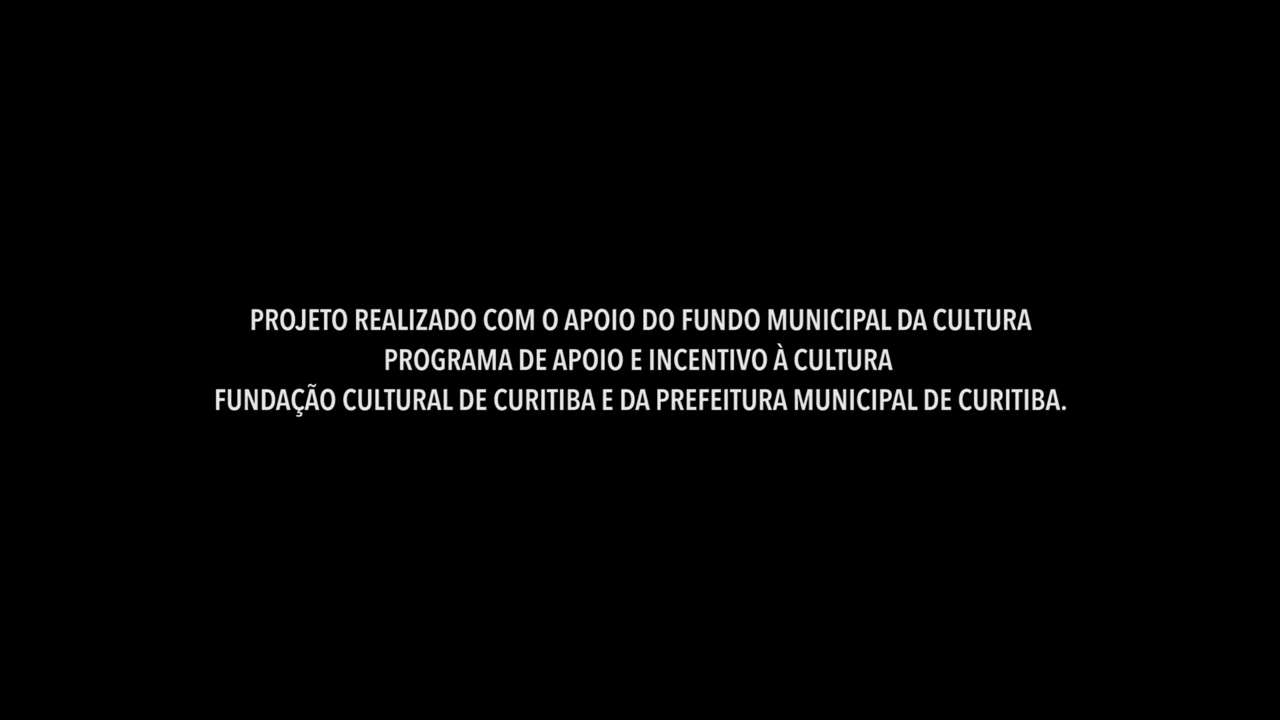 PROJETO REALIZADO COM O APOIO DO FUNDO MUNICIPAL DA CULTURA
PROGRAMA DE APOIO E INCENTIVO À CULTURA
FUNDAÇÃO CULTURAL DE CURITIBA E DA PREFEITURA MUNICIPAL DE CURITIBA.